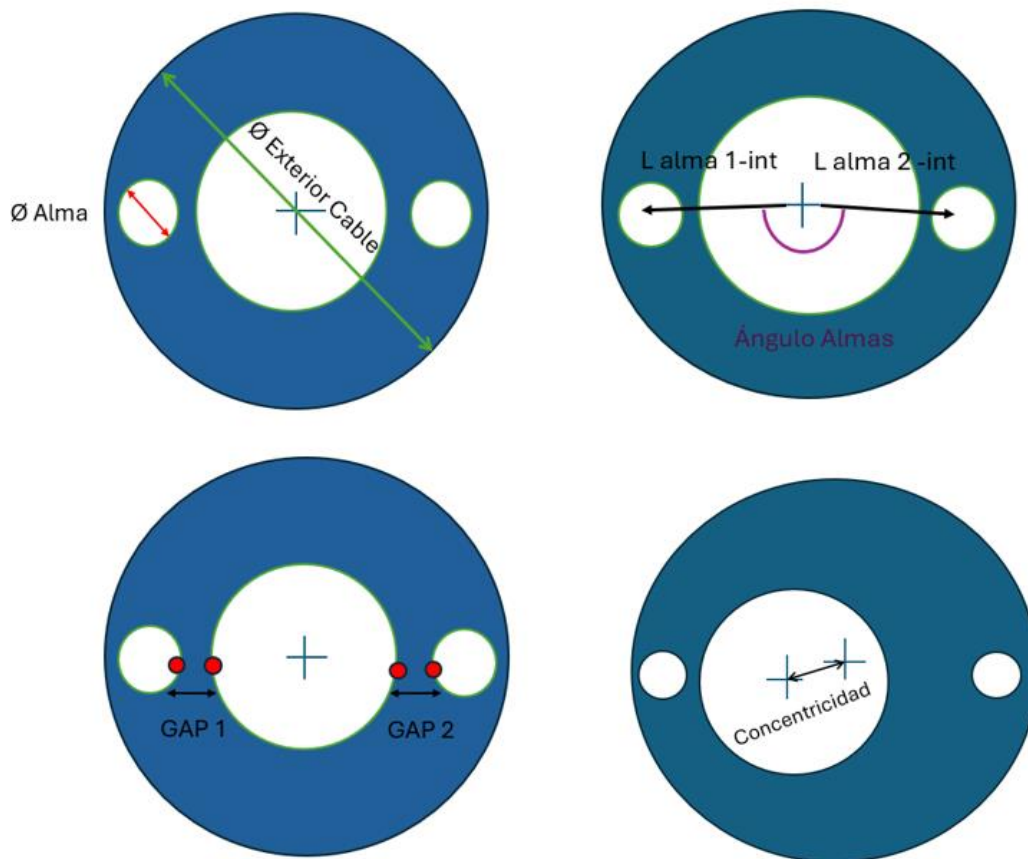 Ø Exterior Cable
Ø Alma
L alma 1-int
L alma 2 -int
Ángulo Almas
GAP 1
GAP 2
Concentricidad